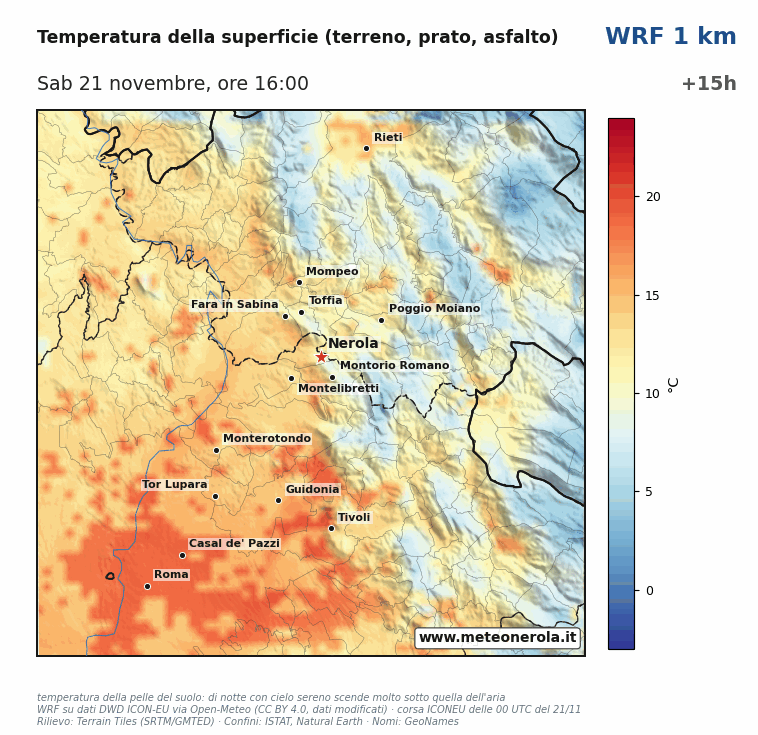 Temperatura della superficie (terreno, prato, asfalto)
WRF 1 km
Sab 21 novembre, ore 16:00
+15h
Rieti
20
Mompeo
Fara in Sabina
Toffia
15
Poggio Moiano
Nerola
Montorio Romano
10
°C
Montelibretti
Monterotondo
Tor Lupara
Guidonia
5
Tivoli
Casal de' Pazzi
Roma
0
www.meteonerola.it
temperatura della pelle del suolo: di notte con cielo sereno scende molto sotto quella dell'aria
WRF su dati DWD ICON-EU via Open-Meteo (CC BY 4.0, dati modificati) · corsa ICONEU delle 00 UTC del 21/11
Rilievo: Terrain Tiles (SRTM/GMTED) · Confini: ISTAT, Natural Earth · Nomi: GeoNames